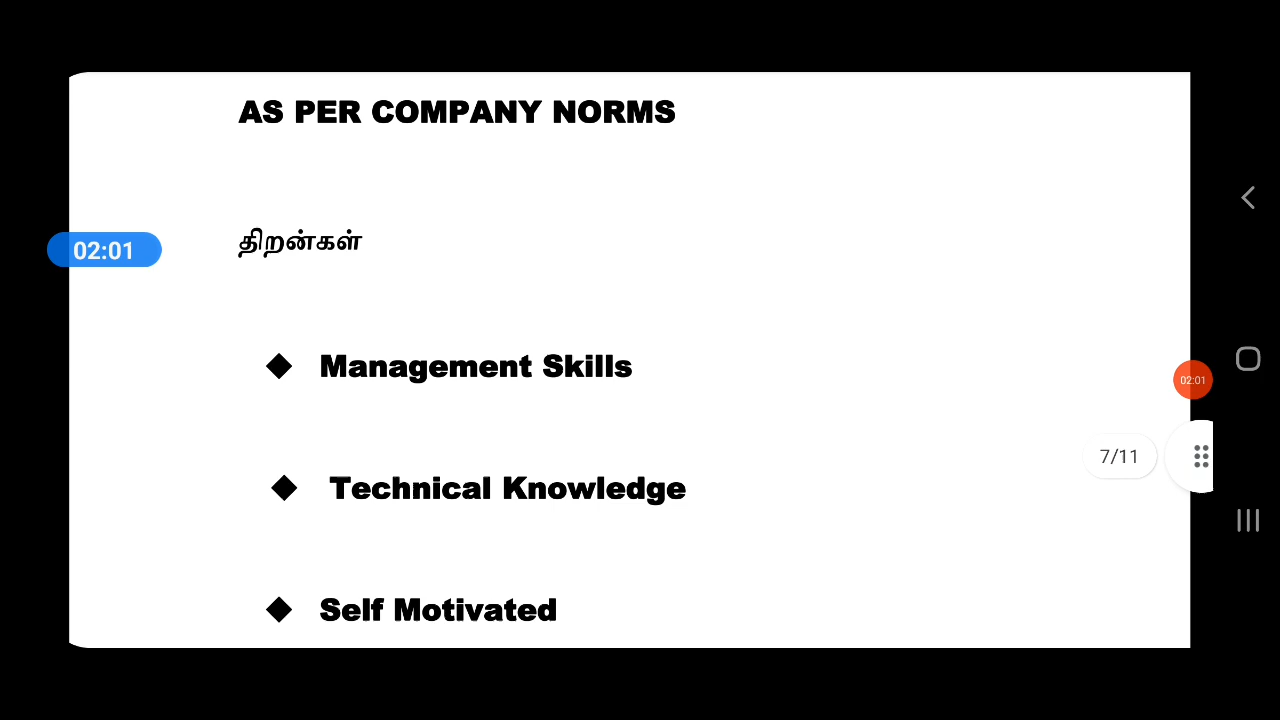 AS PER COMPANY NORMS
திறன்கள்
02:01
Management Skills
02:01
7/11
Technical Knowledge
Self Motivated